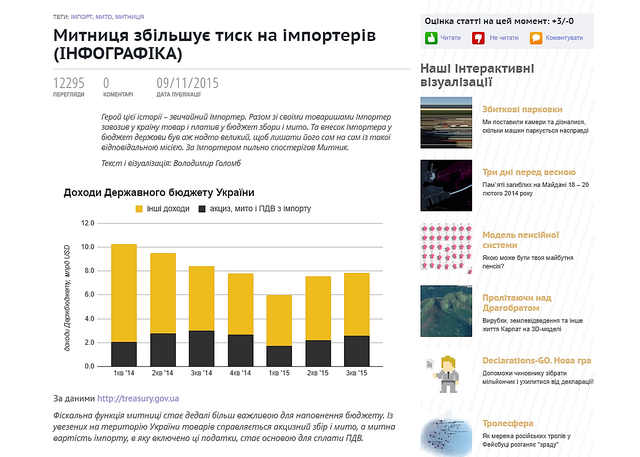 ТЕГИ: ІМПОРТ, МИТО, МИТНИЦЯ
Митниця збільшує тиск на імпортерів
(ІНФОГРАФІКА)
12295 0 09/11/2015
ПЕРЕГЛЯДИ КОМЕНТАРІ ДАТА ПУБЛІКАЦІЇ
Герой цієї історії – звичайний Імпортер. Разом зі своїми товаришами Імпортер
завозив у країну товар і платив у бюджет збори і мито. Та внесок Імпортера у
бюджет держави був аж надто великий, щоб лишати його сам на сам із такої
відповідальною місією. За Імпортером пильно спостерігав Митник.
Текст і візуалізація: Володимир Голомб
Доходи Державного бюджету України
інші доходи акциз, мито і ПДВ з імпорту
доходи Держбюджету, млрд USD
12.0
10.0
8.0
6.0
4.0
2.0
0.0
1кв '14 2кв '14 3кв '14 4кв '14 1кв '15 2кв '15 3кв '15
За даними http://treasury.gov.ua
Фіскальна функція митниці стає дедалі більш важливою для наповнення бюджету. Із
увезених на територію України товарів справляється акцизний збір і мито, а митна
вартість імпорту, в яку включено ці податки, стає основою для сплати ПДВ.
Оцінка статті на цей момент: +3/-0
Читати Не читати Коментувати
Наші інтерактивні
візуалізації
Збиткові парковки
Ми поставили камери та дізналися,
скільки машин паркується насправді
Три дні перед весною
Пам'яті загиблих на Майдані 18 – 20
лютого 2014 року
Модель пенсійної
системи
Якою може бути твоя майбутня
пенсія?
Пролітаючи над
Драгобратом
Вирубки, землевідведення та інше
життя Карпат на 3D-моделі
Declarations-GO. Нова гра
Допоможи чиновнику зібрати
мільйончик і ухилитися від декларації!
Тролесфера
Як мережа російських тролів у
Фейсбуці розганяє "зраду"